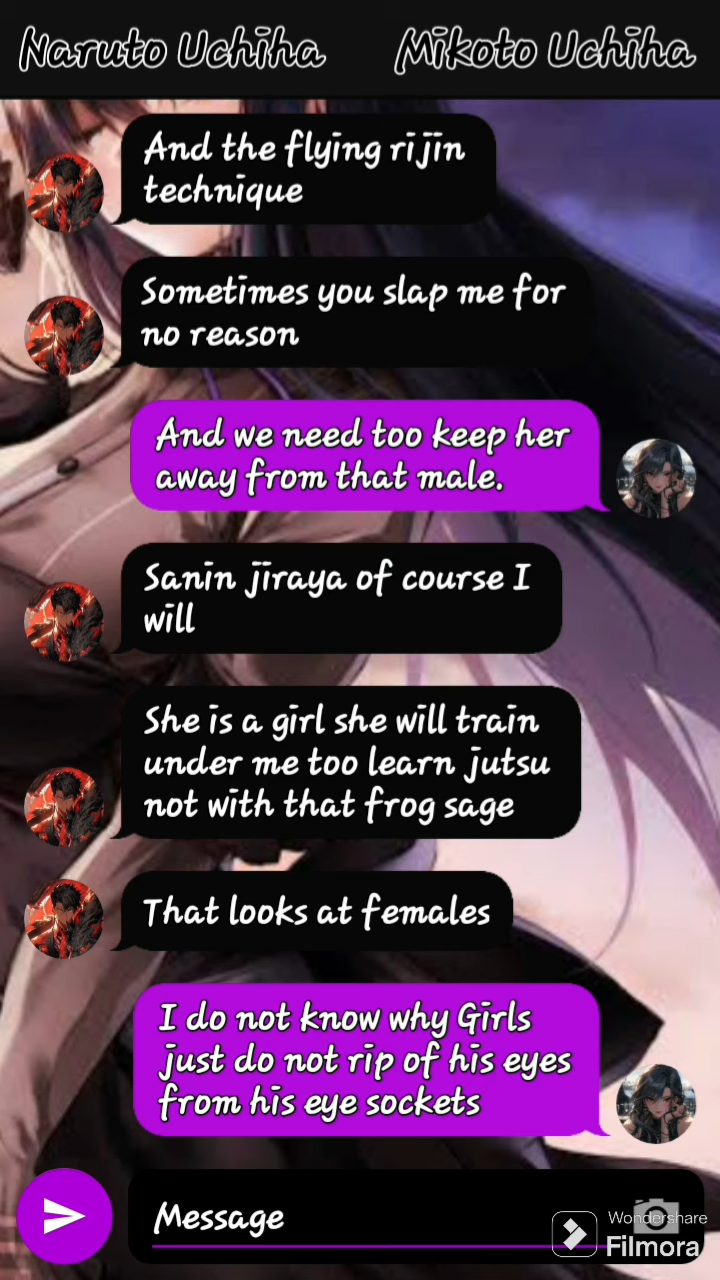 Naruto Uchiha Mikoto Uchiha
And the flying rijin
technique
Sometimes you slap me for
no reason
And we need too keep her
away from that male.
Sanin jiraya of course I
will
She is a girl she will train
under me too learn jutsu
not with that frog sage
That looks at females
I do not know why Girls
just do not rip of his eyes
from his eye sockets
Message
Wondershare
Filmora